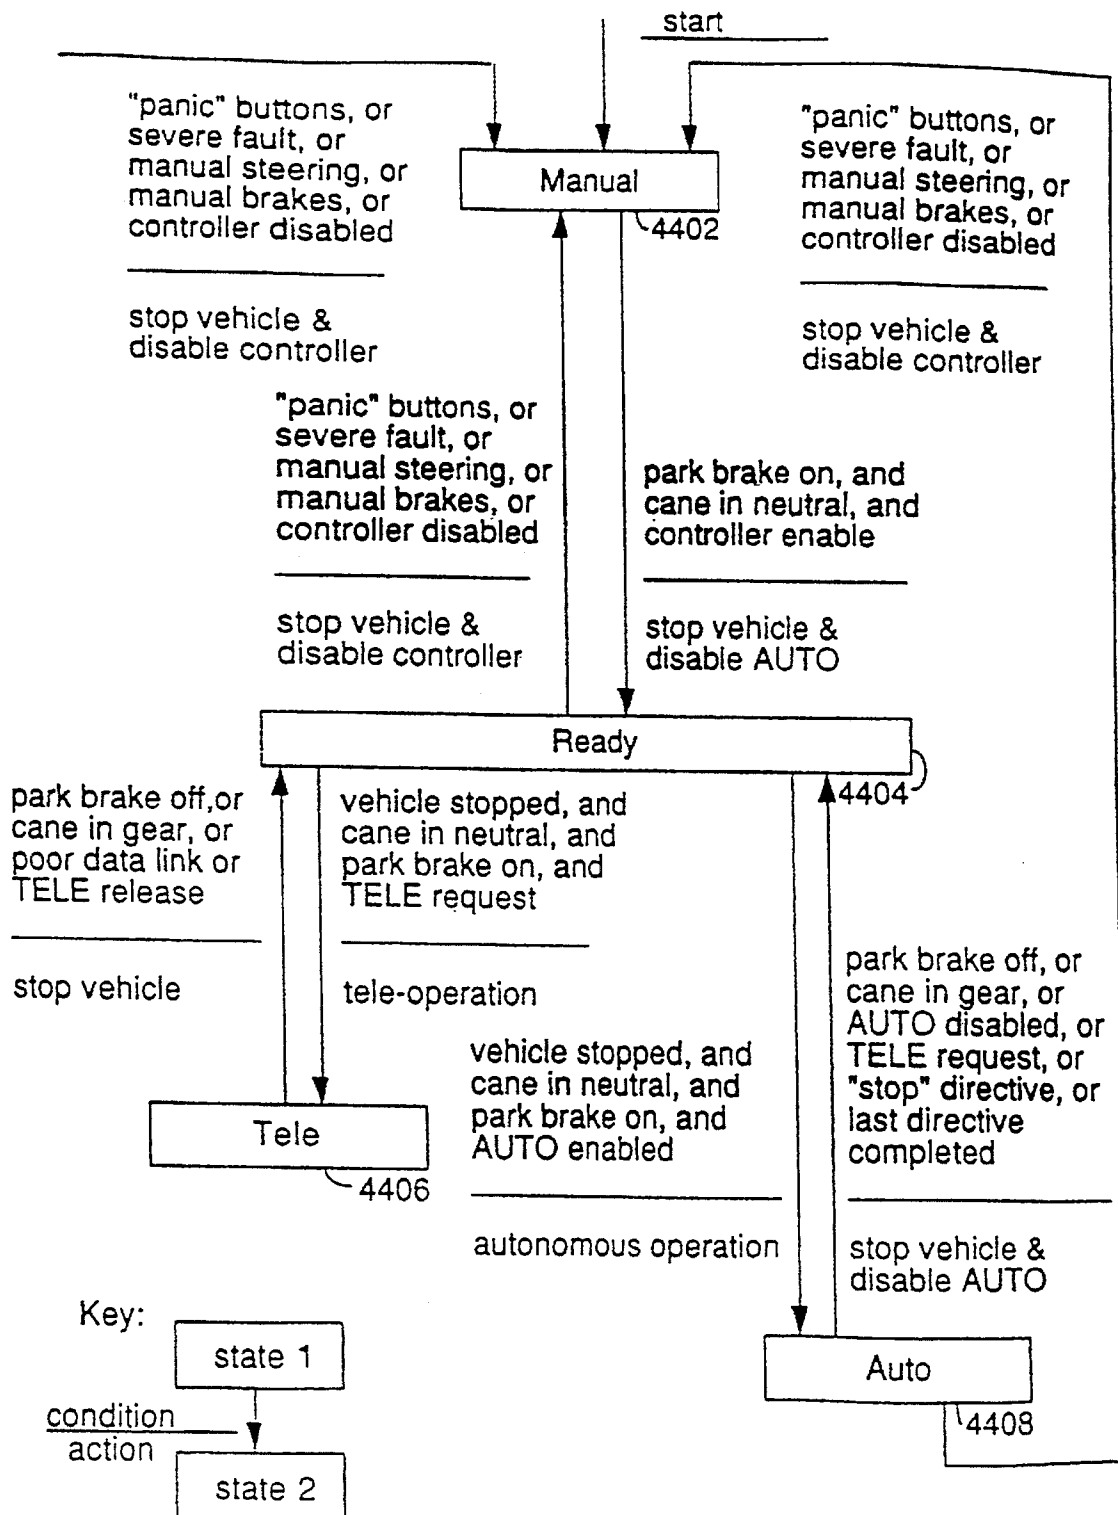 start
"panic" buttons, or
severe fault, or
manual steering, or
manual brakes, or
controller disabled
stop vehicle &
disable controller
Manual
4402
"panic" buttons, or
severe fault, or
manual steering, or
manual brakes, or
controller disabled
stop vehicle &
disable controller
"panic" buttons, or
severe fault, or
manual steering, or
manual brakes, or
controller disabled
stop vehicle &
disable controller
park brake on, and
cane in neutral, and
controller enable
stop vehicle &
disable AUTO
Ready
4404
park brake off,or
cane in gear, or
poor data link or
TELE release
stop vehicle
vehicle stopped, and
cane in neutral, and
park brake on, and
TELE request
tele-operation
Tele
4406
vehicle stopped, and
cane in neutral, and
park brake on, and
AUTO enabled
autonomous operation
park brake off, or
cane in gear, or
AUTO disabled, or
TELE request, or
"stop" directive, or
last directive
completed
stop vehicle &
disable AUTO
Auto
4408
Key:
state 1
condition
action
state 2